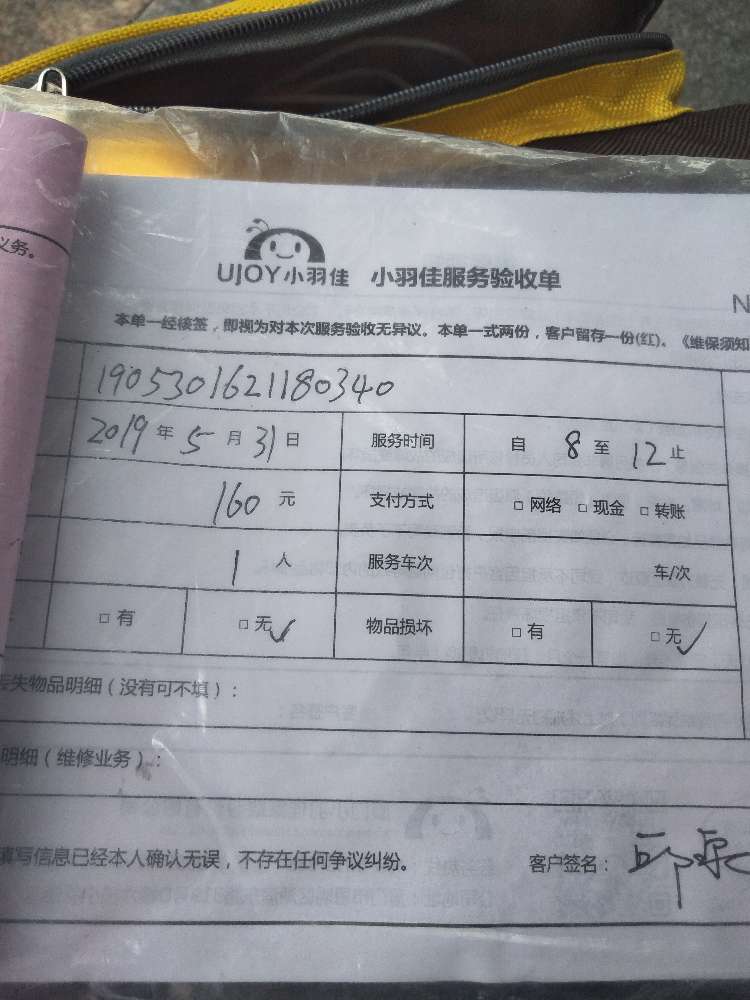 义务。
UJOY小羽佳 小羽佳服务验收单
N
本单一经核签，即视为对本次服务验收无异议。本单一式两份，客户留存一份(红)。《维保须知
1905301621180340
2019 年 5 月 31 日 服务时间 自 8 至 12 止
160 元 支付方式 □ 网络 □ 现金 □ 转账
1 人 服务车次 车/次
□ 有 □ 无 ✓ 物品损坏 □ 有 □ 无 ✓
丢失物品明细（没有可不填）：
明细（维修业务）：
填写信息已经本人确认无误，不存在任何争议纠纷。 客户签名：邱